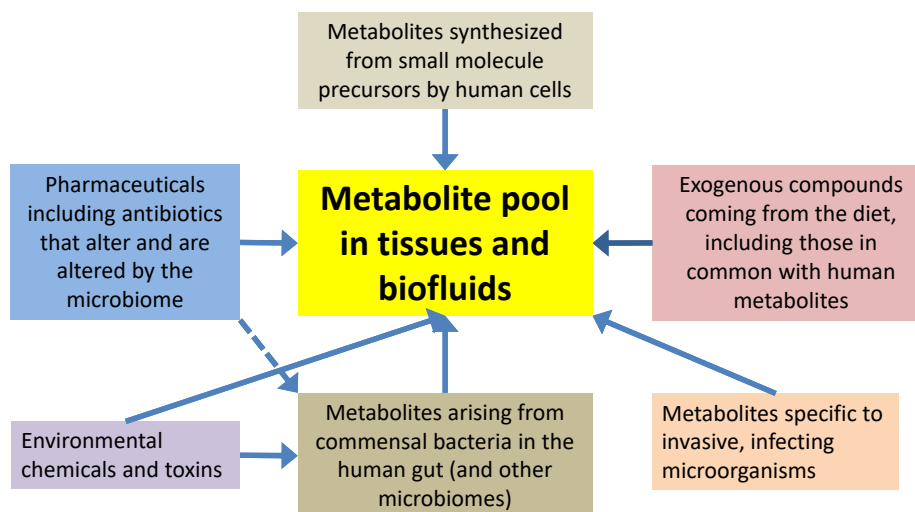 Metabolites synthesized
from small molecule
precursors by human cells
Pharmaceuticals
including antibiotics
that alter and are
altered by the
microbiome
Metabolite pool
in tissues and
biofluids
Exogenous compounds
coming from the diet,
including those in
common with human
metabolites
Environmental
chemicals and toxins
Metabolites arising from
commensal bacteria in the
human gut (and other
microbiomes)
Metabolites specific to
invasive, infecting
microorganisms